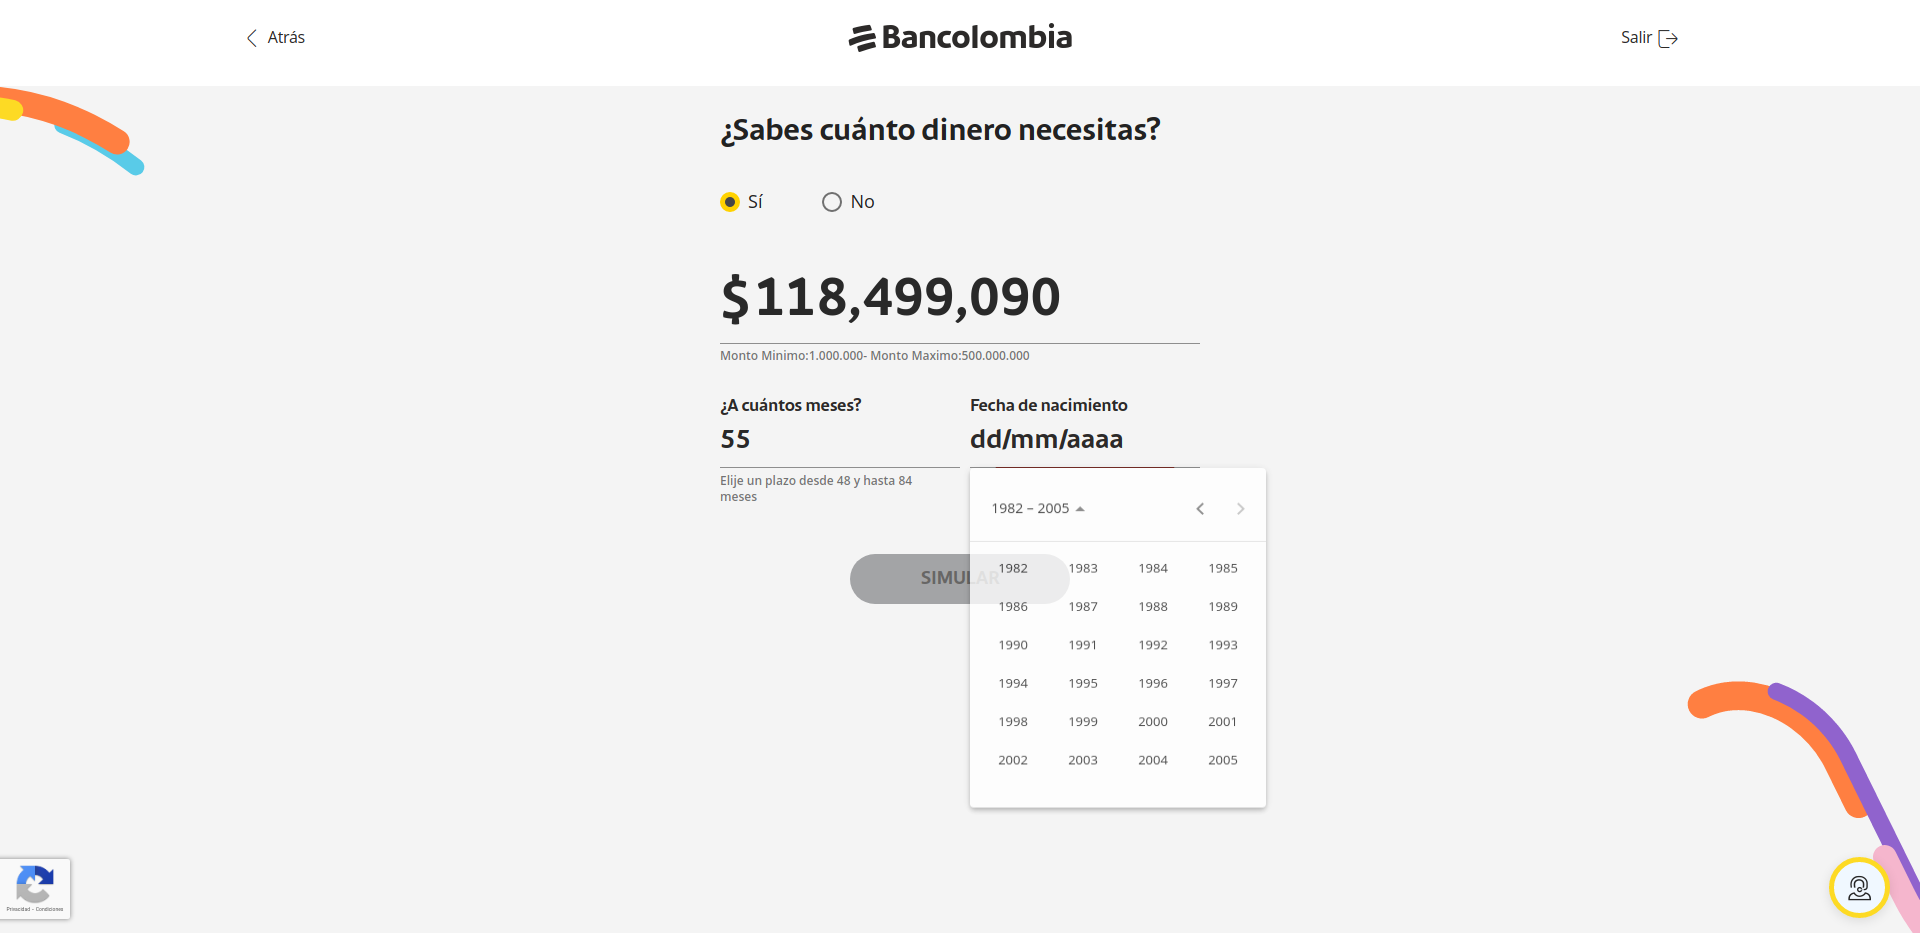 Atrás
Bancolombia
Salir
¿Sabes cuánto dinero necesitas?
Sí
No
$118,499,090
Monto Minimo:1.000.000- Monto Maximo:500.000.000
¿A cuántos meses?
Fecha de nacimiento
55
dd/mm/aaaa
Elije un plazo desde 48 y hasta 84
meses
1982 – 2005
SIMULAR
1982 1983 1984 1985
1986 1987 1988 1989
1990 1991 1992 1993
1994 1995 1996 1997
1998 1999 2000 2001
2002 2003 2004 2005
Privacidad - Condiciones